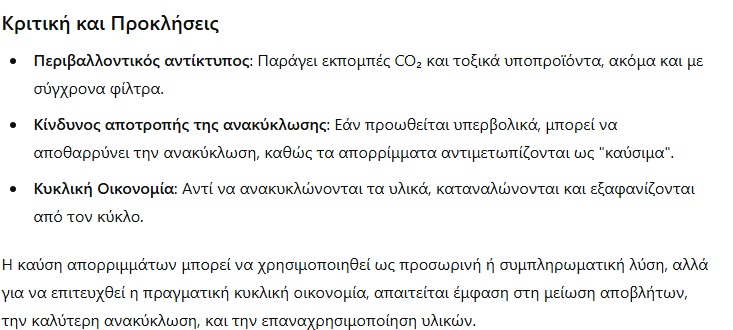 Κριτική και Προκλήσεις
• Περιβαλλοντικός αντίκτυπος: Παράγει εκπομπές CO₂ και τοξικά υποπροϊόντα, ακόμα και με
σύγχρονα φίλτρα.
• Κίνδυνος αποτροπής της ανακύκλωσης: Εάν προωθείται υπερβολικά, μπορεί να
αποθαρρύνει την ανακύκλωση, καθώς τα απορρίμματα αντιμετωπίζονται ως "καύσιμα".
• Κυκλική Οικονομία: Αντί να ανακυκλώνονται τα υλικά, καταναλώνονται και εξαφανίζονται
από τον κύκλο.
Η καύση απορριμμάτων μπορεί να χρησιμοποιηθεί ως προσωρινή ή συμπληρωματική λύση, αλλά
για να επιτευχθεί η πραγματική κυκλική οικονομία, απαιτείται έμφαση στη μείωση αποβλήτων,
την καλύτερη ανακύκλωση, και την επαναχρησιμοποίηση υλικών.